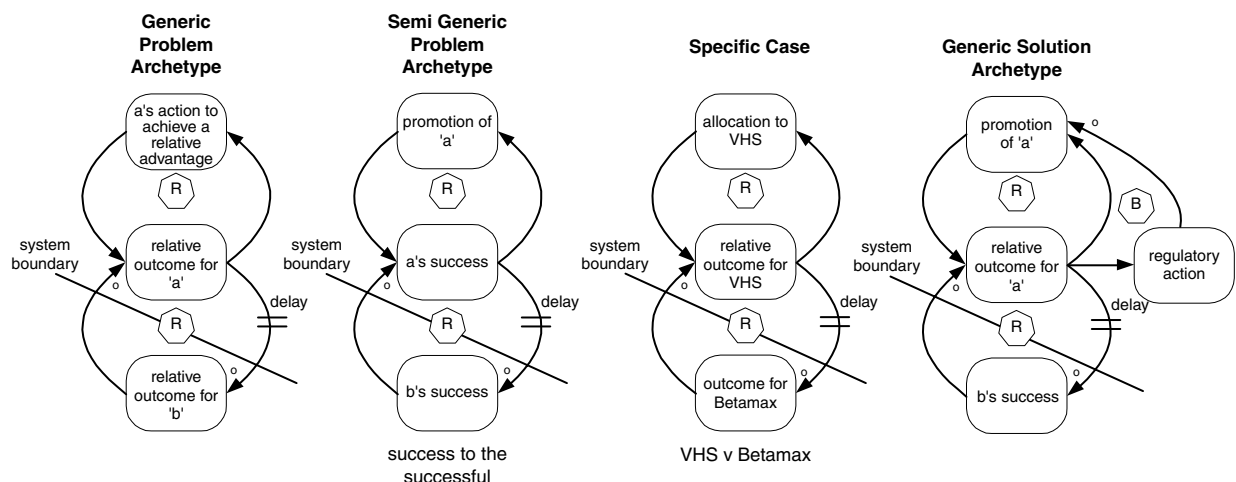 Generic
Problem
Archetype
a's action to
achieve a
relative
advantage
R
system
boundary
relative
outcome for
'a'
o
R
delay
o
relative
outcome for
'b'
Semi Generic
Problem
Archetype
promotion of
'a'
R
system
boundary
a's success
o
R
delay
o
b's success
success to the
successful
Specific Case
allocation to
VHS
R
system
boundary
relative
outcome for
VHS
o
R
delay
o
outcome for
Betamax
VHS v Betamax
Generic Solution
Archetype
promotion
of 'a'
o
R
B
system
boundary
relative
outcome for
'a'
regulatory
action
o
R
delay
o
b's success